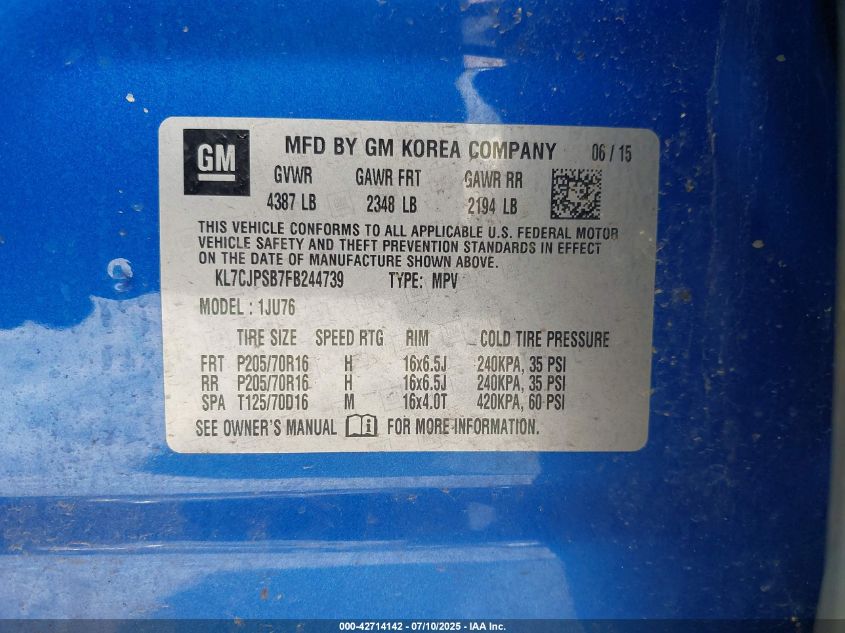 GM MFD BY GM KOREA COMPANY 06 / 15
GVWR GAWR FRT GAWR RR
4387 LB 2348 LB 2194 LB
THIS VEHICLE CONFORMS TO ALL APPLICABLE U.S. FEDERAL MOTOR
VEHICLE SAFETY AND THEFT PREVENTION STANDARDS IN EFFECT
ON THE DATE OF MANUFACTURE SHOWN ABOVE.
KL7CJPSB7FB244739 TYPE: MPV
MODEL : 1JU76
TIRE SIZE SPEED RTG RIM COLD TIRE PRESSURE
FRT P205/70R16 H 16x6.5J 240KPA, 35 PSI
RR P205/70R16 H 16x6.5J 240KPA, 35 PSI
SPA T125/70D16 M 16x4.0T 420KPA, 60 PSI
SEE OWNER'S MANUAL i FOR MORE INFORMATION.
000-42714142 - 07/10/2025 - IAA Inc.